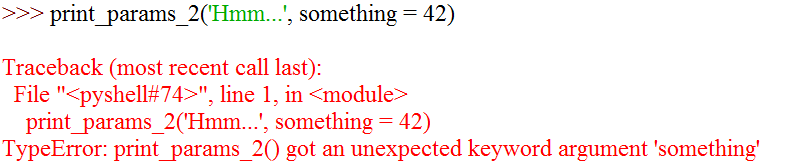 >>> print_params_2('Hmm...', something = 42)
Traceback (most recent call last):
  File "<pyshell#74>", line 1, in <module>
    print_params_2('Hmm...', something = 42)
TypeError: print_params_2() got an unexpected keyword argument 'something'